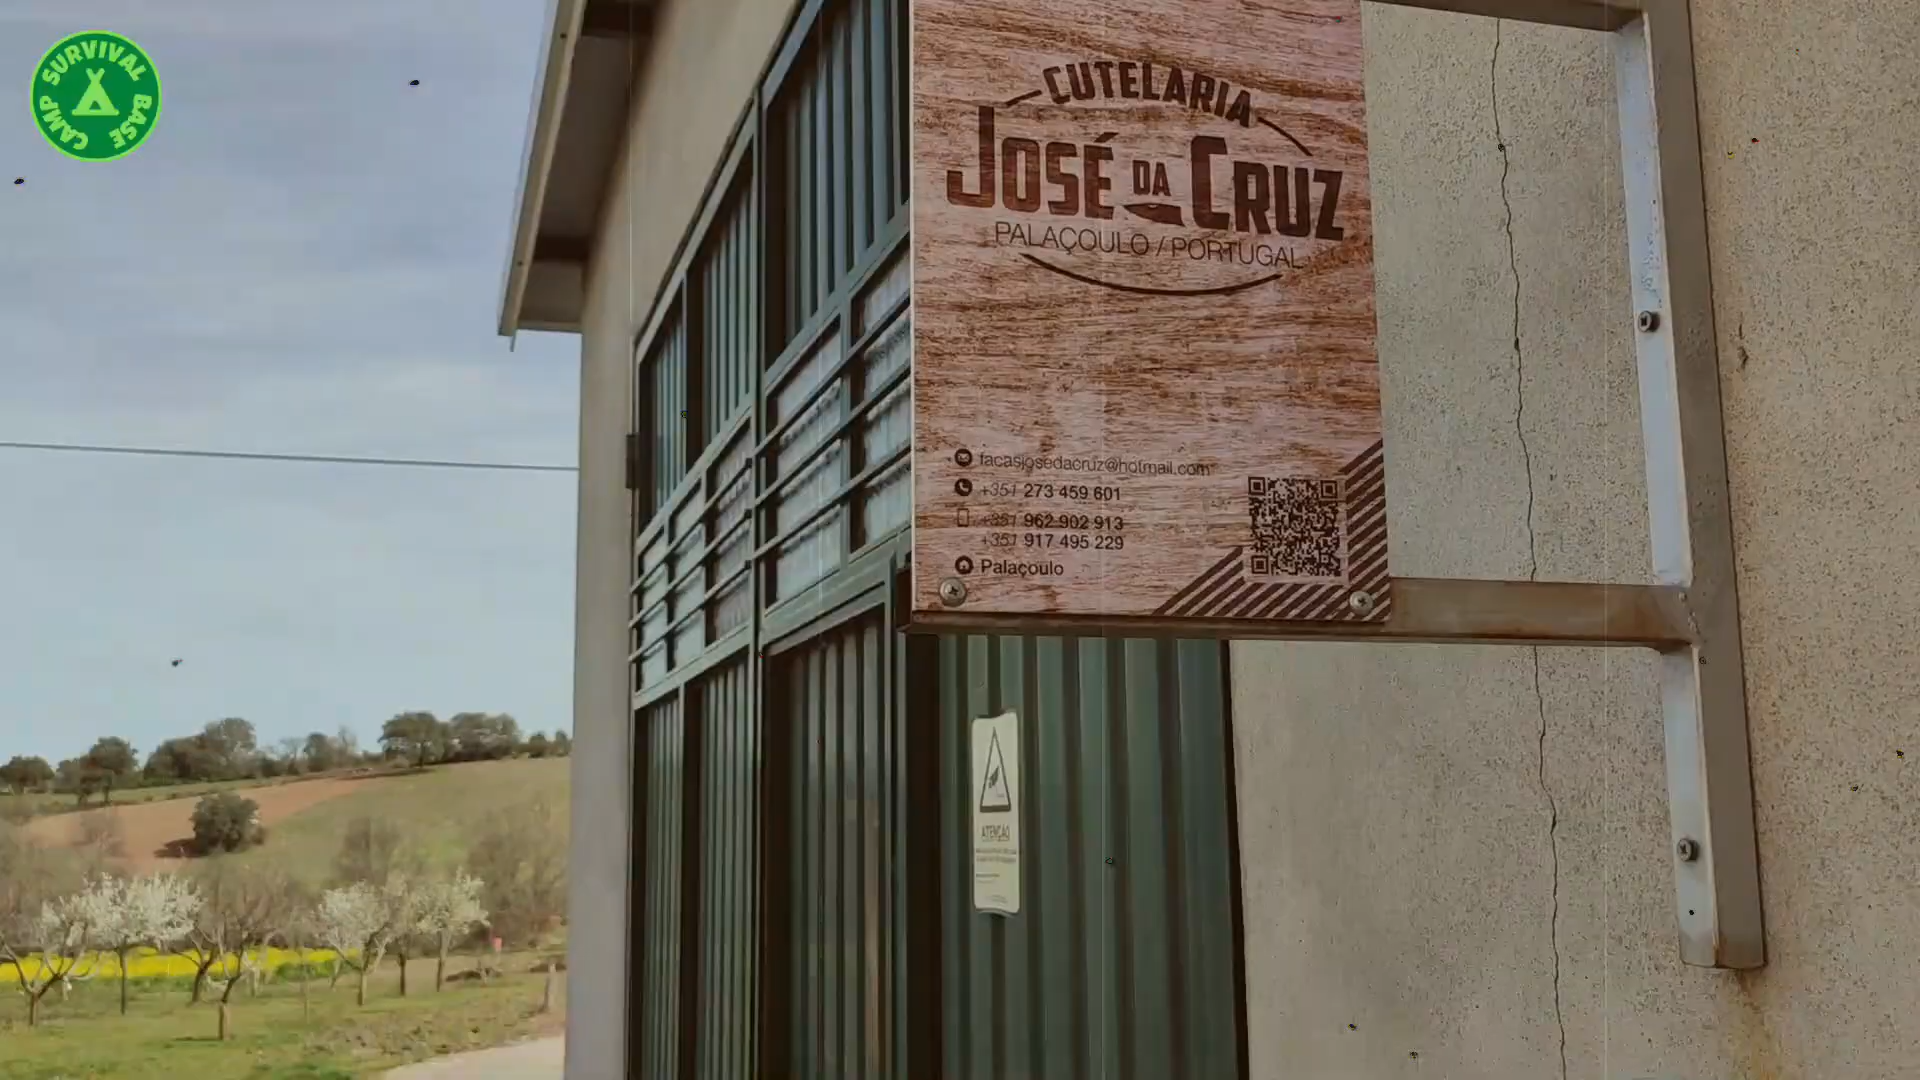 SURVIVAL BASE CAMP
CUTELARIA
JOSÉ DA CRUZ
PALAÇOULO / PORTUGAL
facasjosedacruz@hotmail.com
+351 273 459 601
+351 962 902 913
+351 917 495 229
Palaçoulo
ATENÇÃO